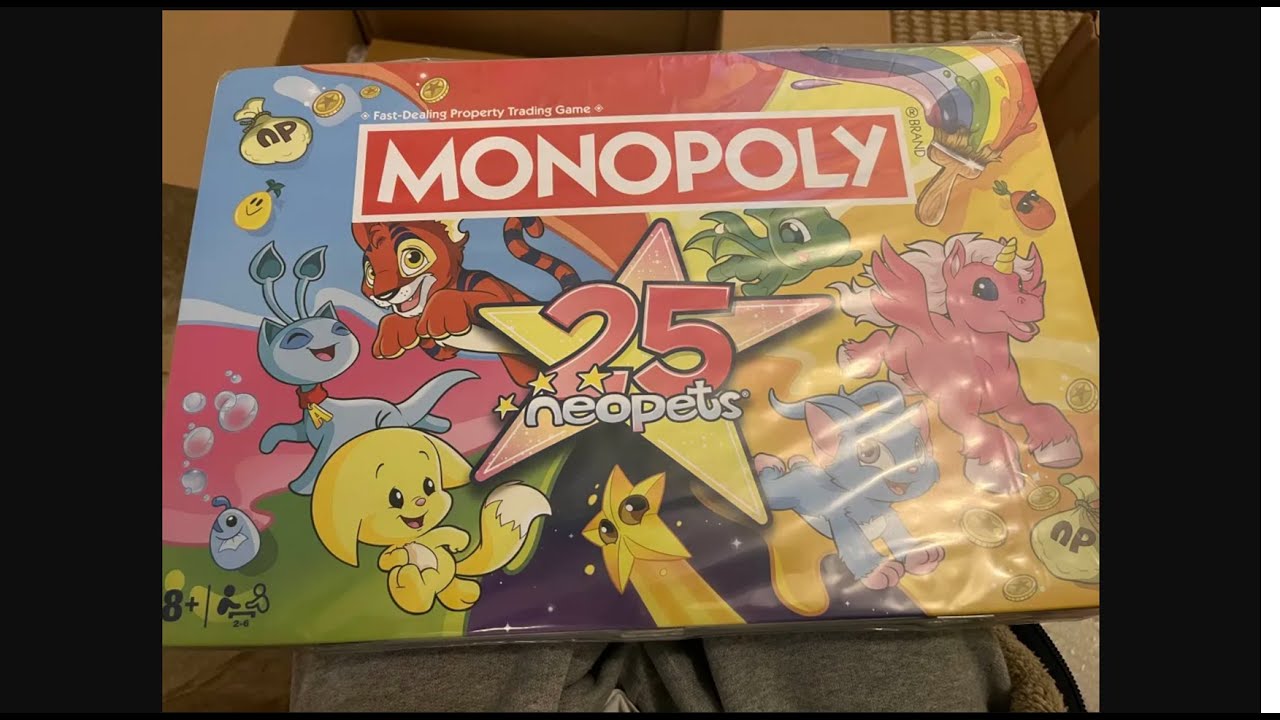 Fast-Dealing Property Trading Game
MONOPOLY
® BRAND
NP
25
neopets®
A
NP
8+
2-6